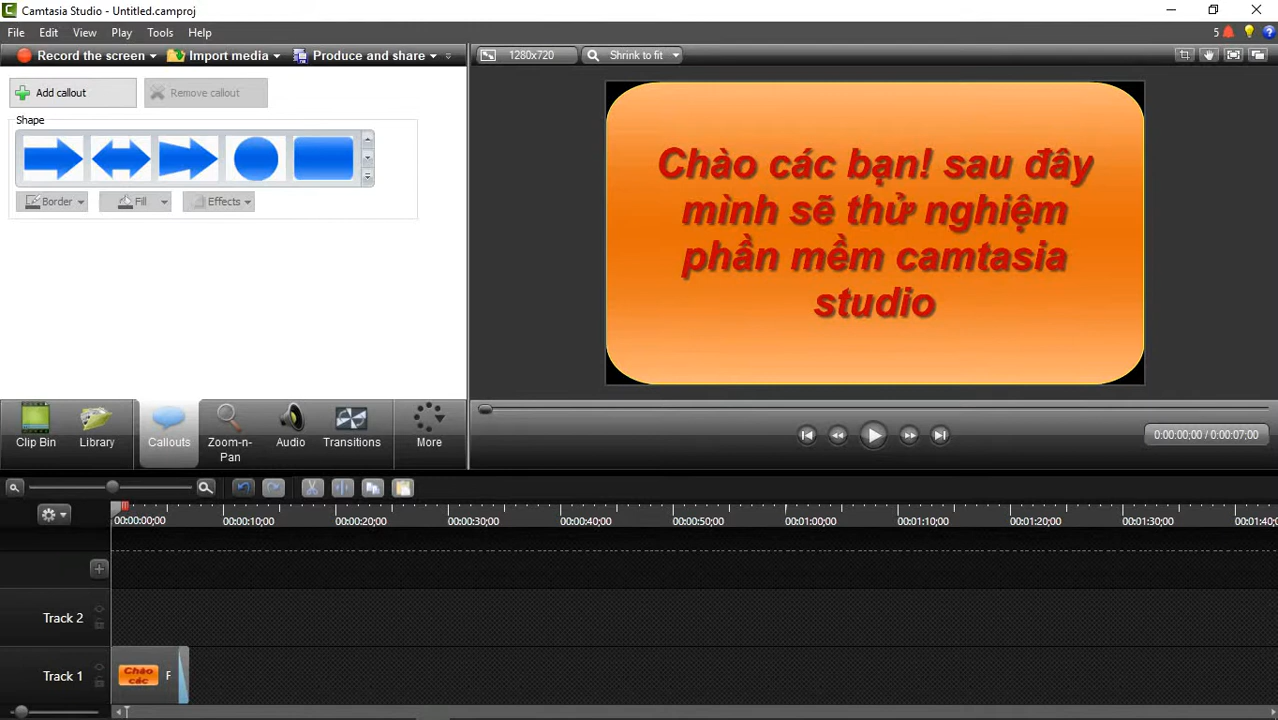 Camtasia Studio - Untitled.camproj
File Edit View Play Tools Help
5
Record the screen Import media Produce and share
1280x720 Shrink to fit
Add callout Remove callout
Shape
Border Fill Effects
Chào các bạn! sau đây
mình sẽ thử nghiệm
phần mềm camtasia
studio
Clip Bin Library Callouts Zoom-n-Pan Audio Transitions More
0:00:00;00 / 0:00:07;00
00:00:00;00 00:00:10;00 00:00:20;00 00:00:30;00 00:00:40;00 00:00:50;00 00:01:00;00 00:01:10;00 00:01:20;00 00:01:30;00 00:01:40;0
Track 2
Track 1
Chào
các
F